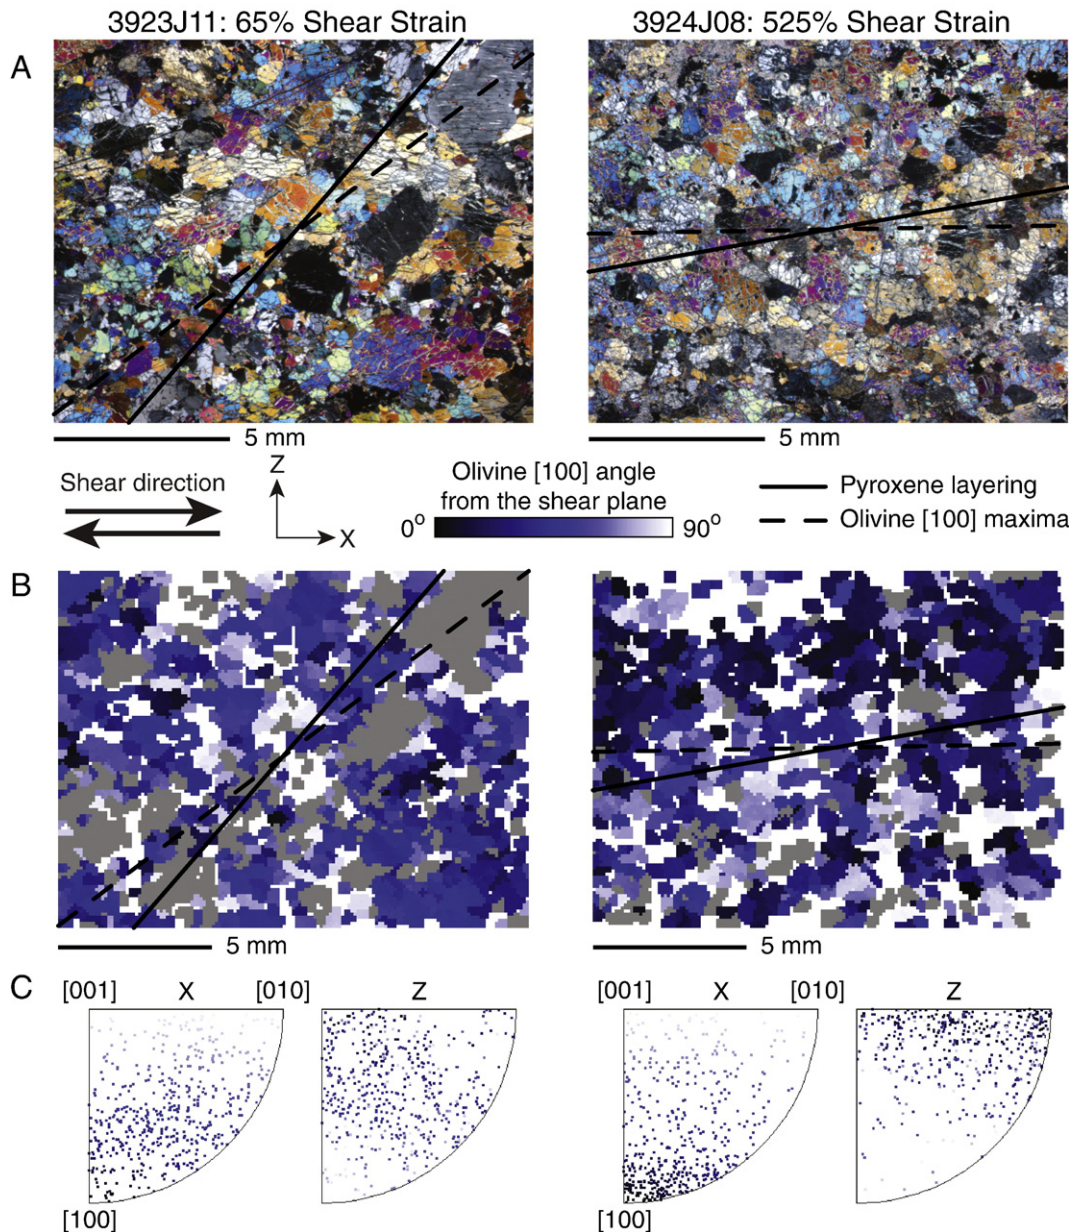 3923J11: 65% Shear Strain
3924J08: 525% Shear Strain
A
5 mm
5 mm
Shear direction
Z
X
Olivine [100] angle
from the shear plane
0°
90°
Pyroxene layering
Olivine [100] maxima
B
5 mm
5 mm
C
[001]
X
[010]
Z
[001]
X
[010]
Z
[100]
[100]